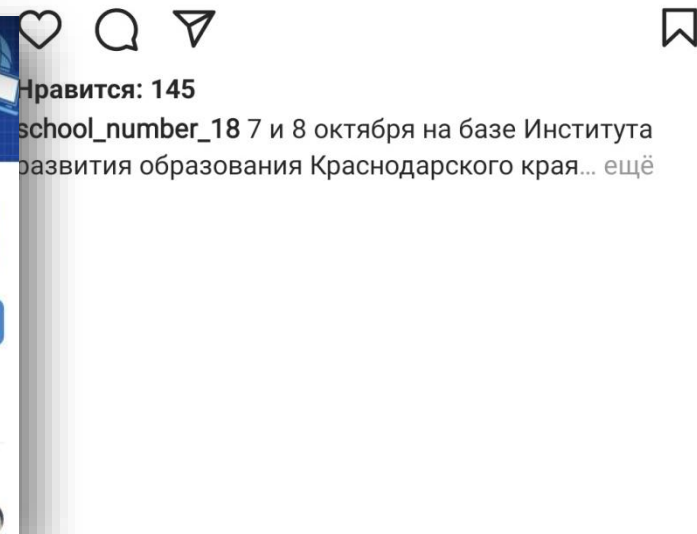 Нравится: 145
school_number_18 7 и 8 октября на базе Института
развития образования Краснодарского края... ещё